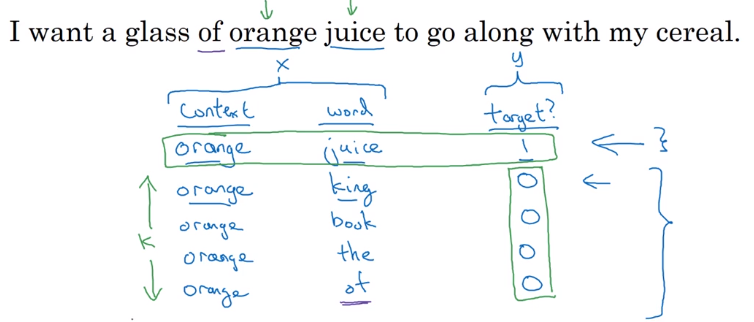 I want a glass of orange juice to go along with my cereal.
x y
context word target?
orange juice 1
orange king 0
orange book 0
k
orange the 0
orange of 0